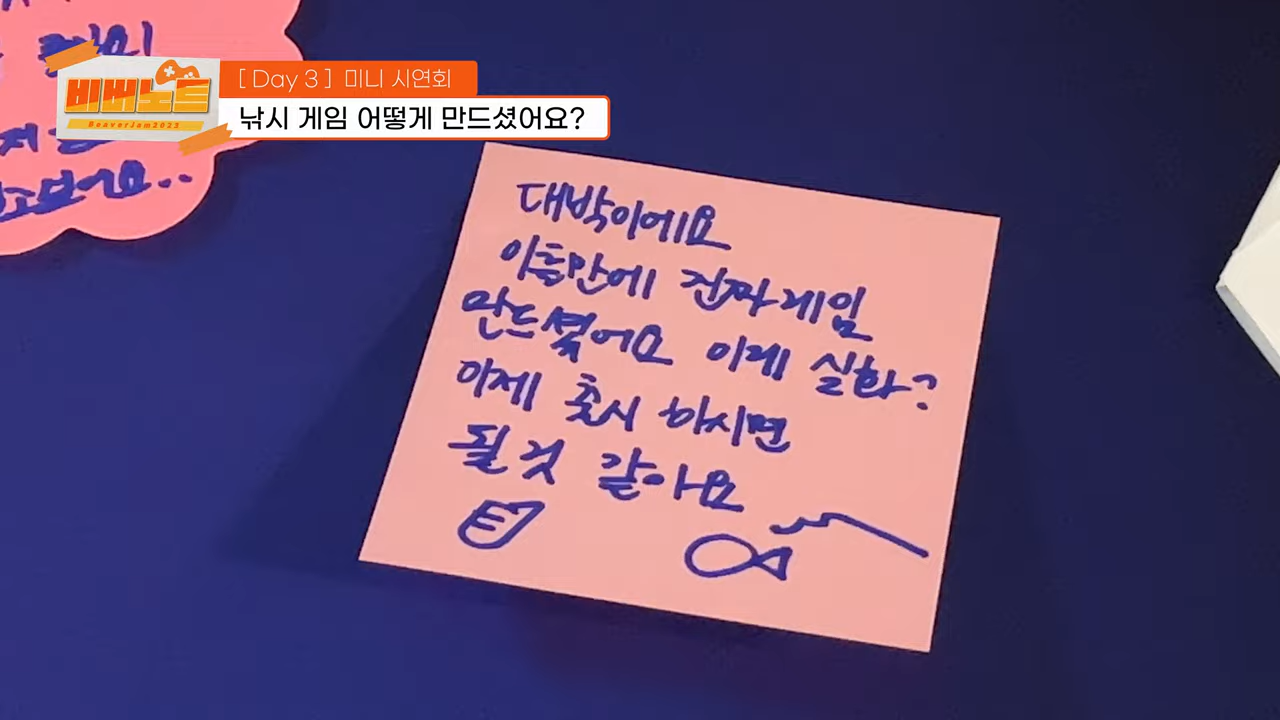 [ Day 3 ] 미니 시연회
비버노트
BeaverJam2022
낚시 게임 어떻게 만드셨어요?
대박이에요
이틀만에 진짜게임
만드셨어요 이게 실화?
이제 출시 하시면
될 것 같아요